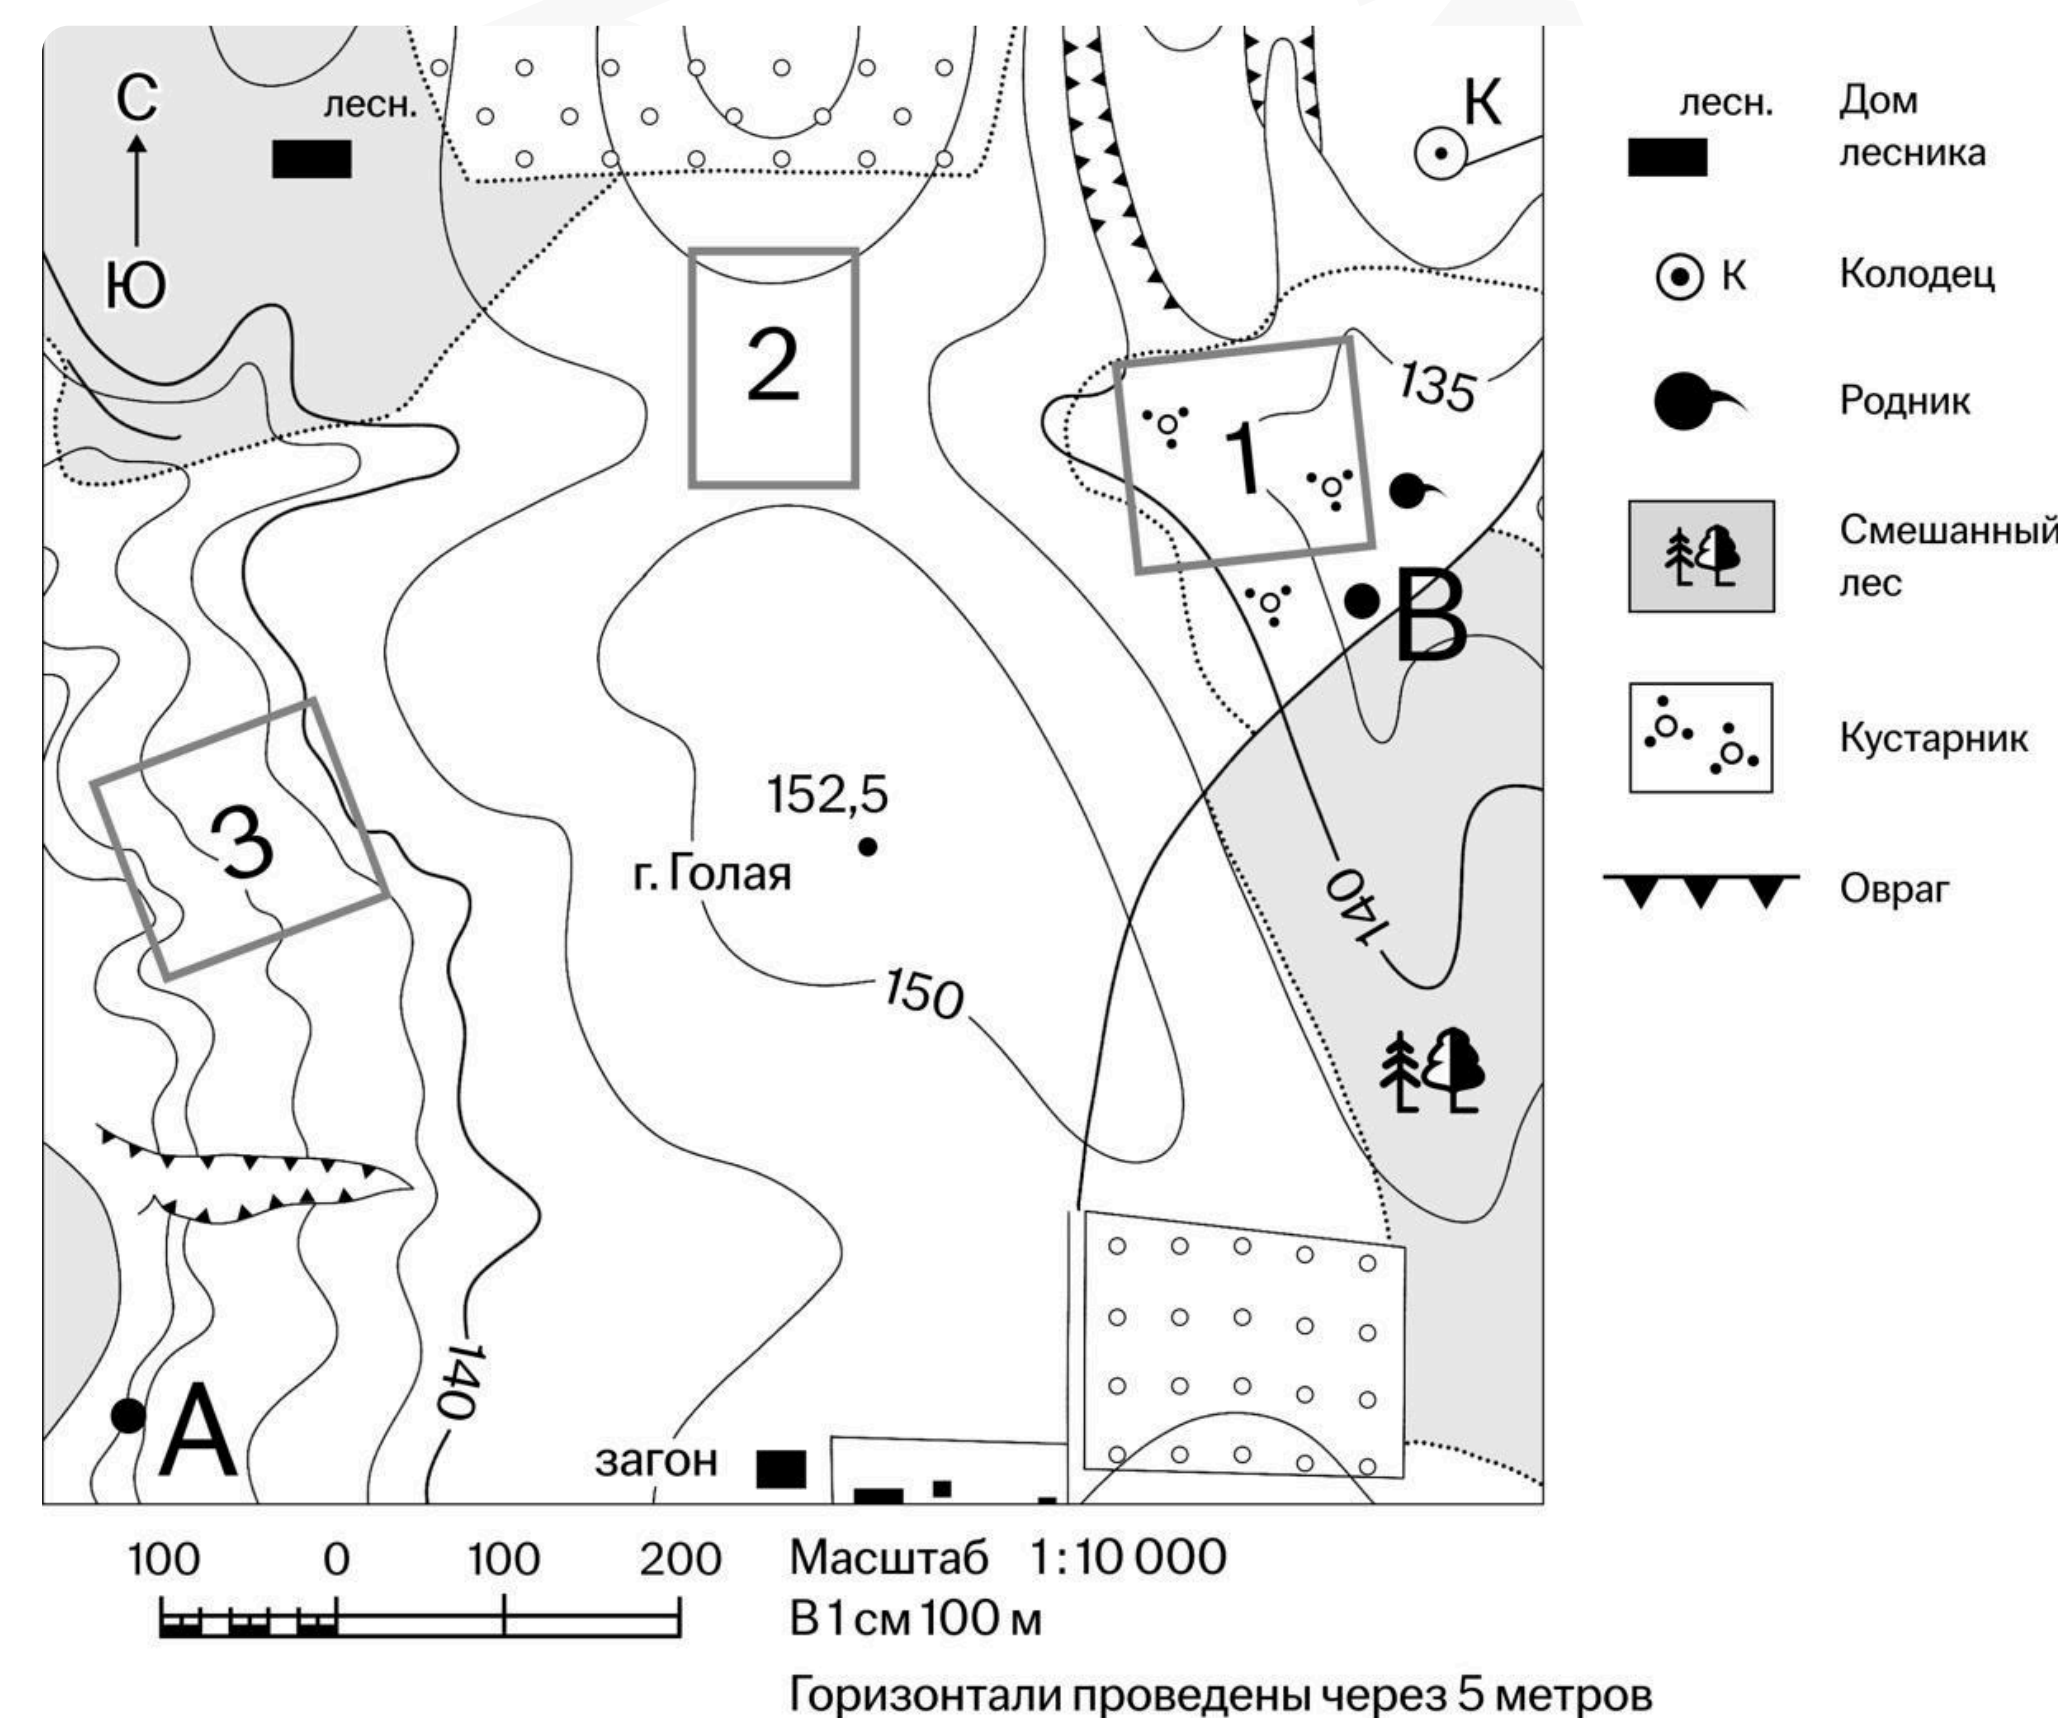 С
Ю
лесн.
К
2
1
135
В
3
152,5
г. Голая
150
140
А
140
загон
лесн.
Дом
лесника
К
Колодец
Родник
Смешанный
лес
Кустарник
Овраг
100 0 100 200
Масштаб 1:10 000
В 1 см 100 м
Горизонтали проведены через 5 метров